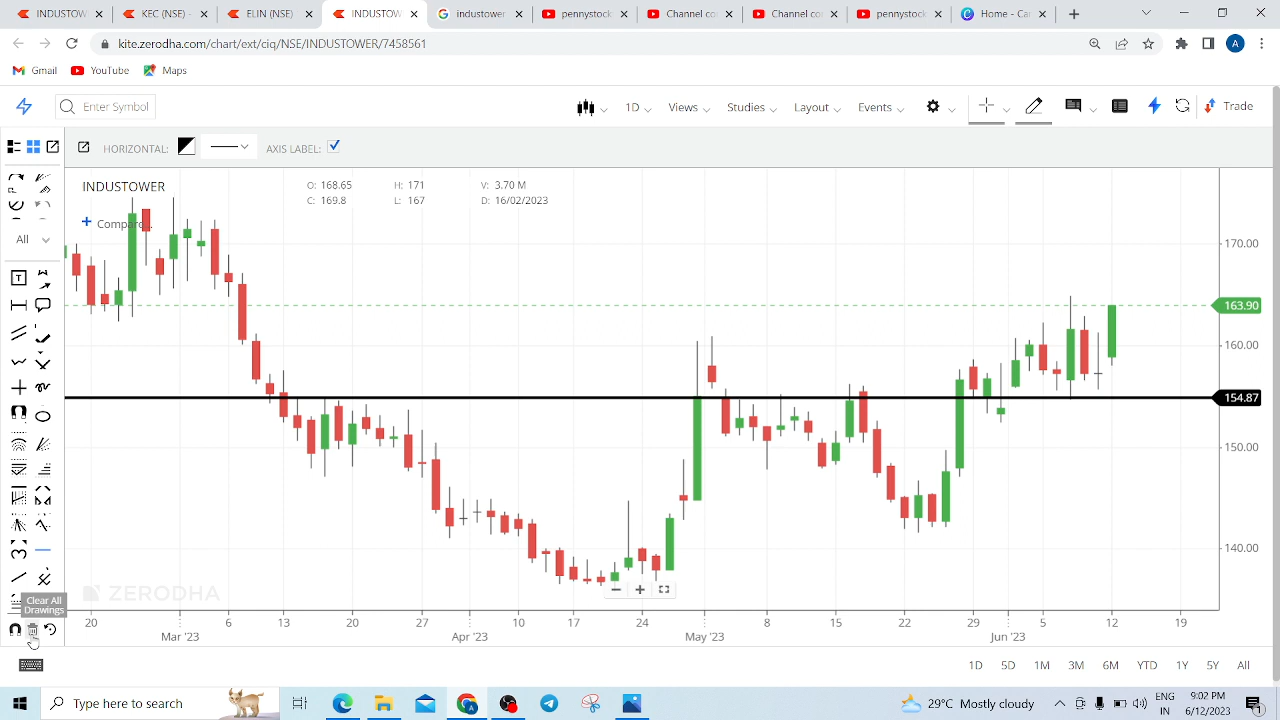 INDUSTOW
KEC (NSE) -
ELKINY (NSE
INDUSTOW
industower
pennystock
Channel co
Channel co
pennystock
Home - Can
kite.zerodha.com/chart/ext/ciq/NSE/INDUSTOWER/7458561
Gmail YouTube Maps
Enter Symbol 1D Views Studies Layout Events Trade
HORIZONTAL: AXIS LABEL:
INDUSTOWER O: 168.65 H: 171 V: 3.70 M
C: 169.8 L: 167 D: 16/02/2023
+ Compare...
All
170.00
163.90
160.00
154.87
150.00
140.00
T
ZERODHA
Clear All
Drawings
20 6 13 20 27 10 17 24 8 15 22 29 5 12 19
Mar '23 Apr '23 May '23 Jun '23
1D 5D 1M 3M 6M YTD 1Y 5Y All
Type here to search
29°C Mostly cloudy
ENG 9:02 PM
IN 6/12/2023